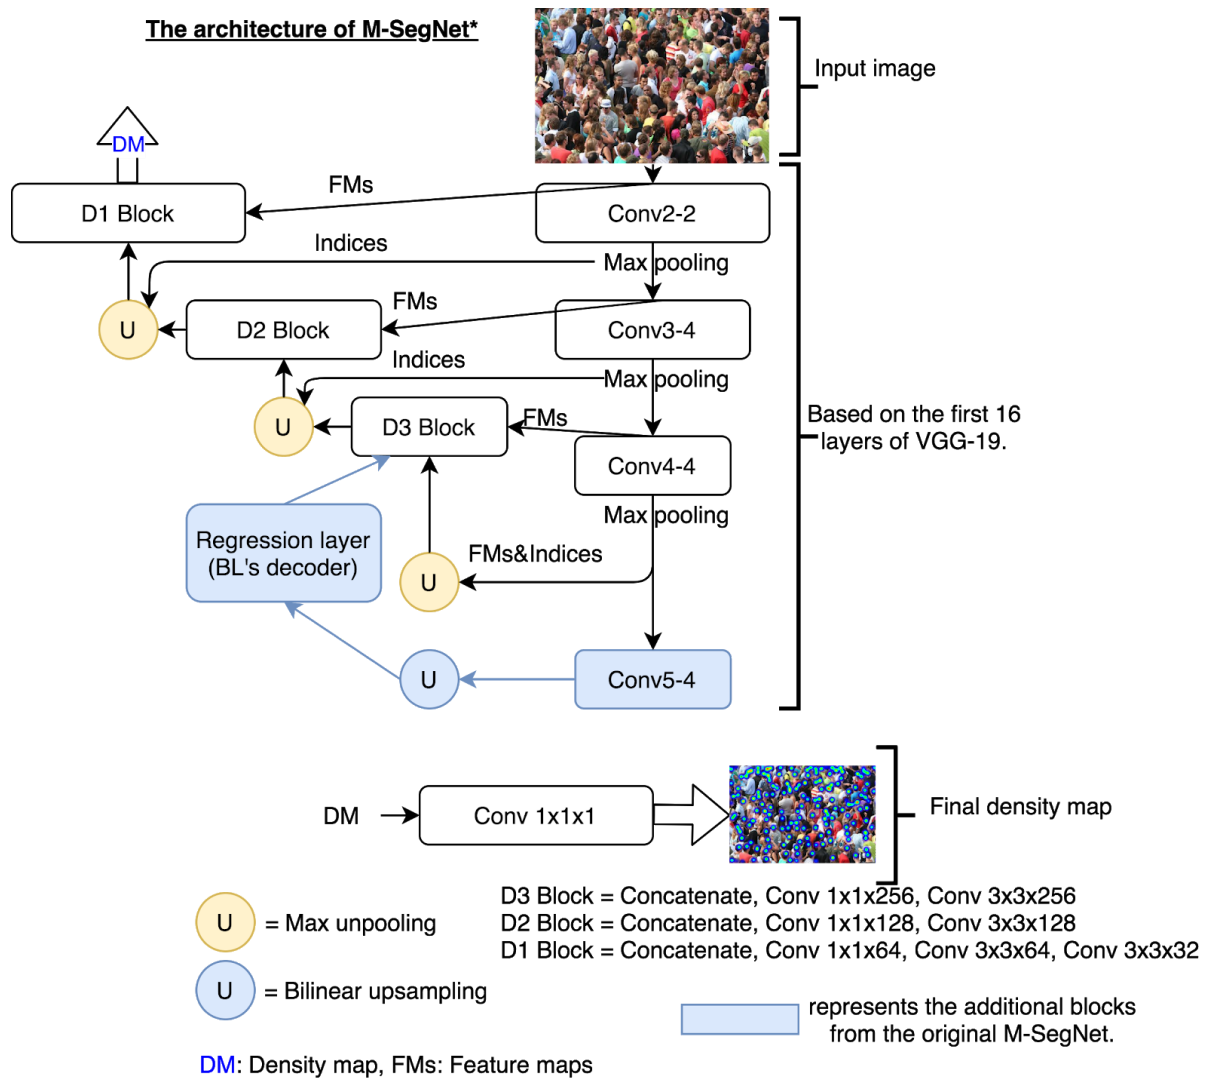 The architecture of M-SegNet*
Input image
DM
FMs
D1 Block
Conv2-2
Indices
Max pooling
FMs
U
D2 Block
Conv3-4
Indices
Max pooling
Based on the first 16
layers of VGG-19.
FMs
U
D3 Block
Conv4-4
Max pooling
Regression layer
(BL's decoder)
FMs&Indices
U
U
Conv5-4
DM
Conv 1x1x1
Final density map
D3 Block = Concatenate, Conv 1x1x256, Conv 3x3x256
D2 Block = Concatenate, Conv 1x1x128, Conv 3x3x128
D1 Block = Concatenate, Conv 1x1x64, Conv 3x3x64, Conv 3x3x32
U = Max unpooling
U = Bilinear upsampling
represents the additional blocks
from the original M-SegNet.
DM: Density map, FMs: Feature maps